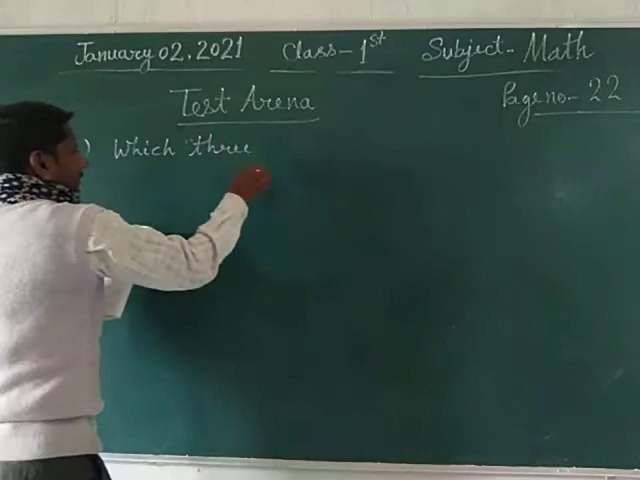 January 02, 2021 Class - 1st Subject - Math
Test Arena Page no - 22
) Which three